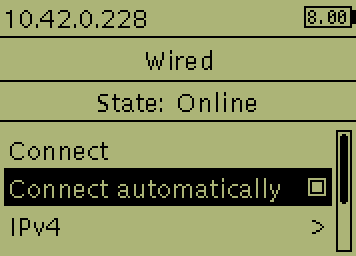 10.42.0.228 8.00
Wired
State: Online
Connect
Connect automatically
IPv4 >